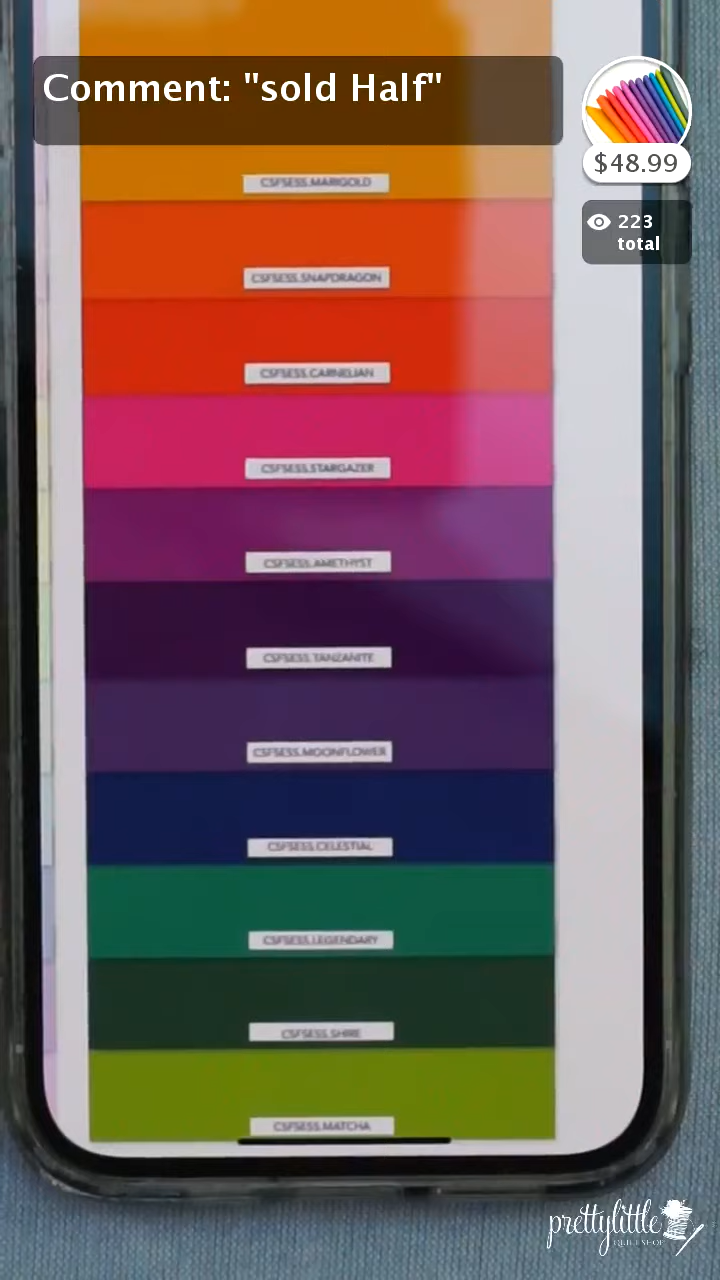 Comment: "sold Half"
$48.99
223
total
CSFSESS.MARIGOLD
CSFSESS.SNAPDRAGON
CSFSESS.CARNELIAN
CSFSESS.STARGAZER
CSFSESS.AMETHYST
CSFSESS.TANZANITE
CSFSESS.MOONFLOWER
CSFSESS.CELESTIAL
CSFSESS.LEGENDARY
CSFSESS.SHIRE
CSFSESS.MATCHA
prettylittle
QUILTSHOP